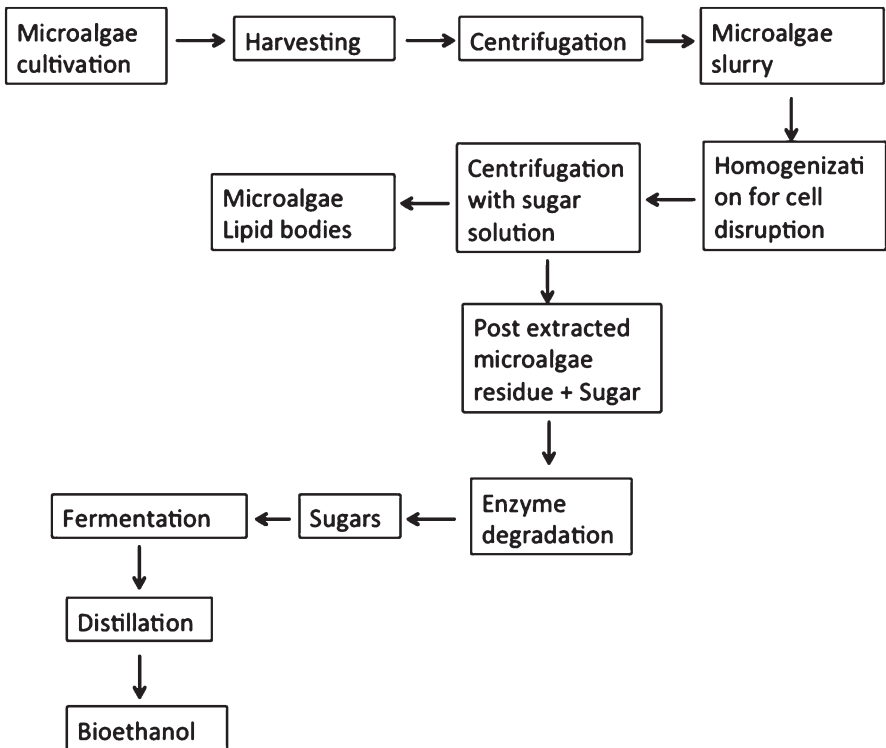 Microalgae
cultivation
Harvesting
Centrifugation
Microalgae
slurry
Homogenizati
on for cell
disruption
Centrifugation
with sugar
solution
Microalgae
Lipid bodies
Post extracted
microalgae
residue + Sugar
Enzyme
degradation
Sugars
Fermentation
Distillation
Bioethanol